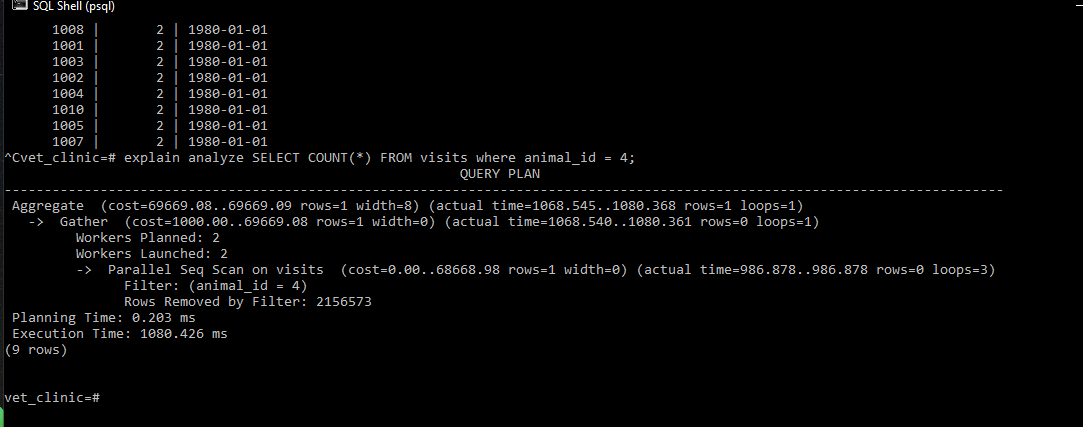 SQL Shell (psql)
1008 | 2 | 1980-01-01
1001 | 2 | 1980-01-01
1003 | 2 | 1980-01-01
1002 | 2 | 1980-01-01
1004 | 2 | 1980-01-01
1010 | 2 | 1980-01-01
1005 | 2 | 1980-01-01
1007 | 2 | 1980-01-01
^Cvet_clinic=# explain analyze SELECT COUNT(*) FROM visits where animal_id = 4;
QUERY PLAN
-----------------------------------------------------------------------------------------------------------------------------
Aggregate  (cost=69669.08..69669.09 rows=1 width=8) (actual time=1068.545..1080.368 rows=1 loops=1)
  ->  Gather  (cost=1000.00..69669.08 rows=1 width=0) (actual time=1068.540..1080.361 rows=0 loops=1)
        Workers Planned: 2
        Workers Launched: 2
        ->  Parallel Seq Scan on visits  (cost=0.00..68668.98 rows=1 width=0) (actual time=986.878..986.878 rows=0 loops=3)
              Filter: (animal_id = 4)
              Rows Removed by Filter: 2156573
Planning Time: 0.203 ms
Execution Time: 1080.426 ms
(9 rows)
vet_clinic=#